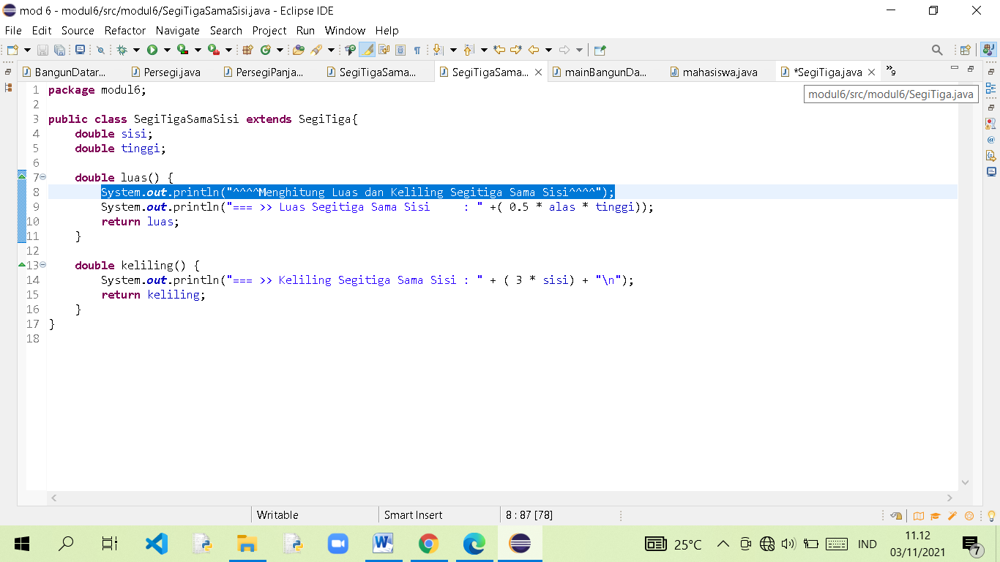 mod 6 - modul6/src/modul6/SegiTigaSamaSisi.java - Eclipse IDE
File Edit Source Refactor Navigate Search Project Run Window Help
BangunDatar... Persegi.java PersegiPanja... SegiTigaSama... SegiTigaSama... mainBangunDa... mahasiswa.java *SegiTiga.java »9
modul6/src/modul6/SegiTiga.java
1 package modul6;
2
3 public class SegiTigaSamaSisi extends SegiTiga{
4     double sisi;
5     double tinggi;
6
7     double luas() {
8         System.out.println("^^^^Menghitung Luas dan Keliling Segitiga Sama Sisi^^^^");
9         System.out.println("=== >> Luas Segitiga Sama Sisi     : " +( 0.5 * alas * tinggi));
10         return luas;
11     }
12
13     double keliling() {
14         System.out.println("=== >> Keliling Segitiga Sama Sisi : " + ( 3 * sisi) + "\n");
15         return keliling;
16     }
17 }
18
Writable Smart Insert 8 : 87 [78]
25°C IND 11.12
03/11/2021 7